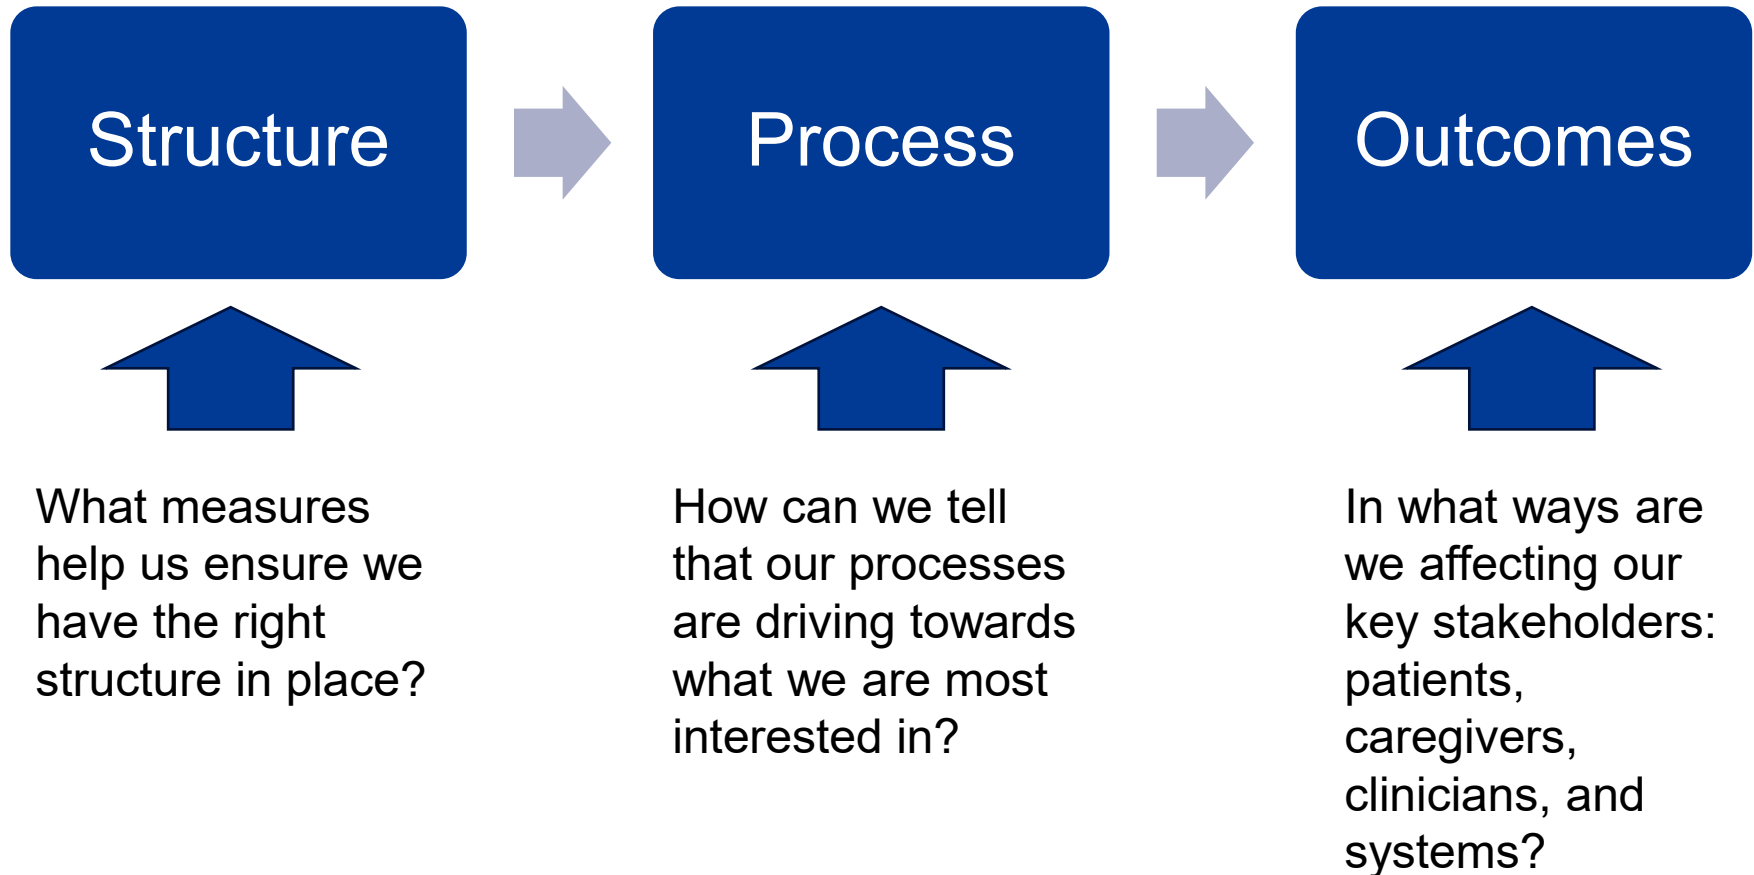 Structure
Process
Outcomes
What measures
help us ensure we
have the right
structure in place?
How can we tell
that our processes
are driving towards
what we are most
interested in?
In what ways are
we affecting our
key stakeholders:
patients,
caregivers,
clinicians, and
systems?